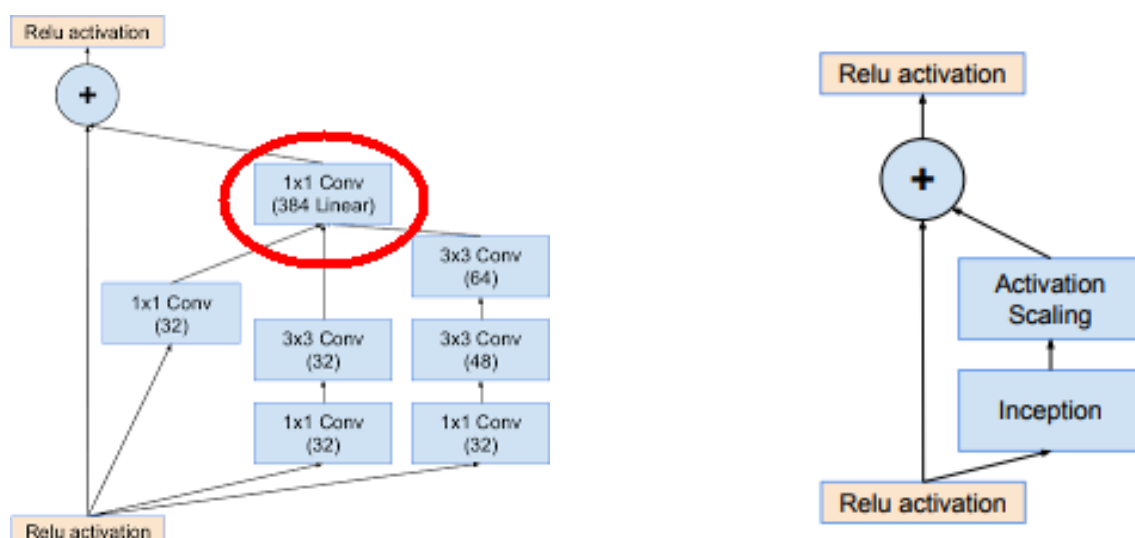 Relu activation
+
1x1 Conv
(384 Linear)
3x3 Conv
(64)
1x1 Conv
(32)
3x3 Conv
(32)
3x3 Conv
(48)
1x1 Conv
(32)
1x1 Conv
(32)
Relu activation
Relu activation
+
Activation
Scaling
Inception
Relu activation